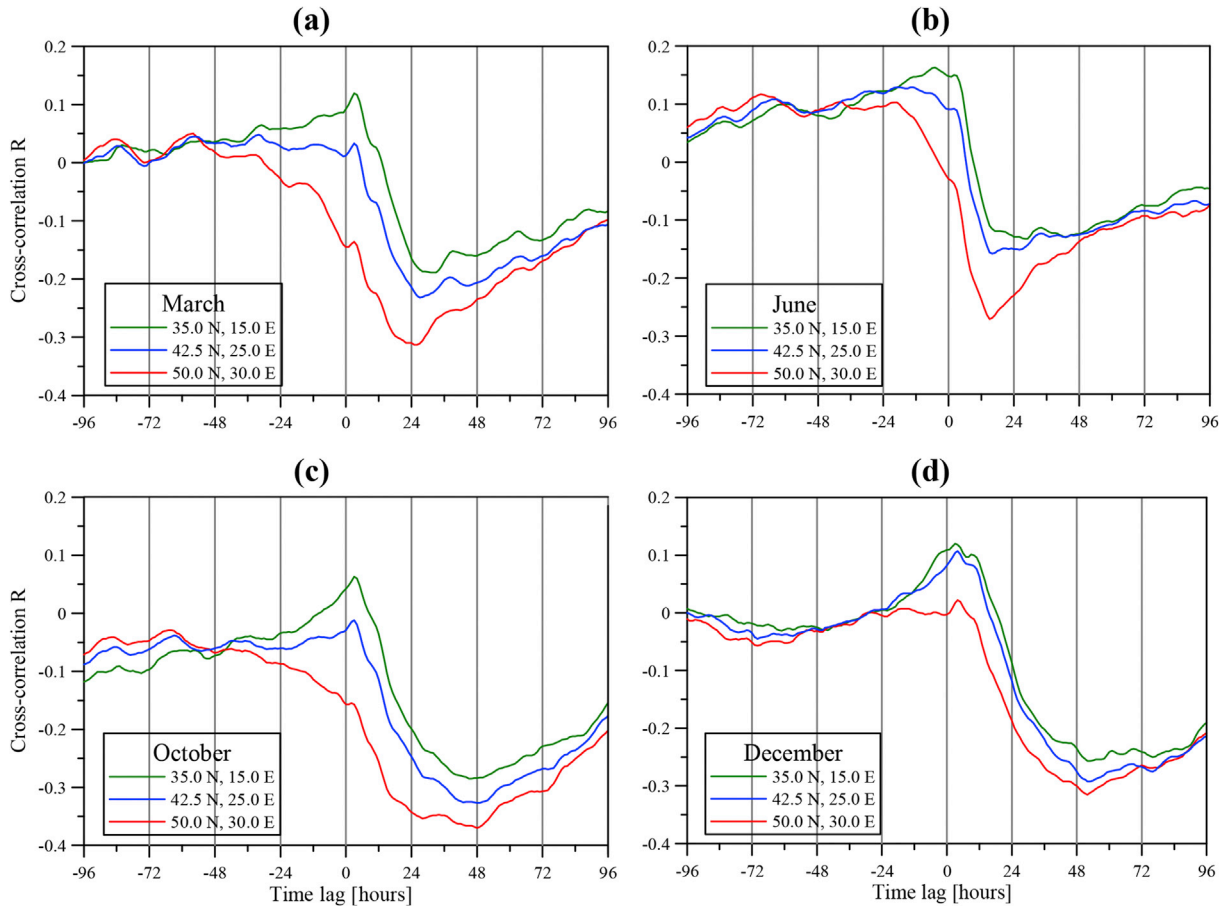 (a)
0.2
0.1
0
-0.1
-0.2
-0.3
-0.4
Cross-correlation R
March
35.0 N, 15.0 E
42.5 N, 25.0 E
50.0 N, 30.0 E
-96 -72 -48 -24 0 24 48 72 96
(b)
0.2
0.1
0
-0.1
-0.2
-0.3
-0.4
June
35.0 N, 15.0 E
42.5 N, 25.0 E
50.0 N, 30.0 E
-96 -72 -48 -24 0 24 48 72 96
(c)
0.2
0.1
0
-0.1
-0.2
-0.3
-0.4
Cross-correlation R
October
35.0 N, 15.0 E
42.5 N, 25.0 E
50.0 N, 30.0 E
-96 -72 -48 -24 0 24 48 72 96
Time lag [hours]
(d)
0.2
0.1
0
-0.1
-0.2
-0.3
-0.4
December
35.0 N, 15.0 E
42.5 N, 25.0 E
50.0 N, 30.0 E
-96 -72 -48 -24 0 24 48 72 96
Time lag [hours]